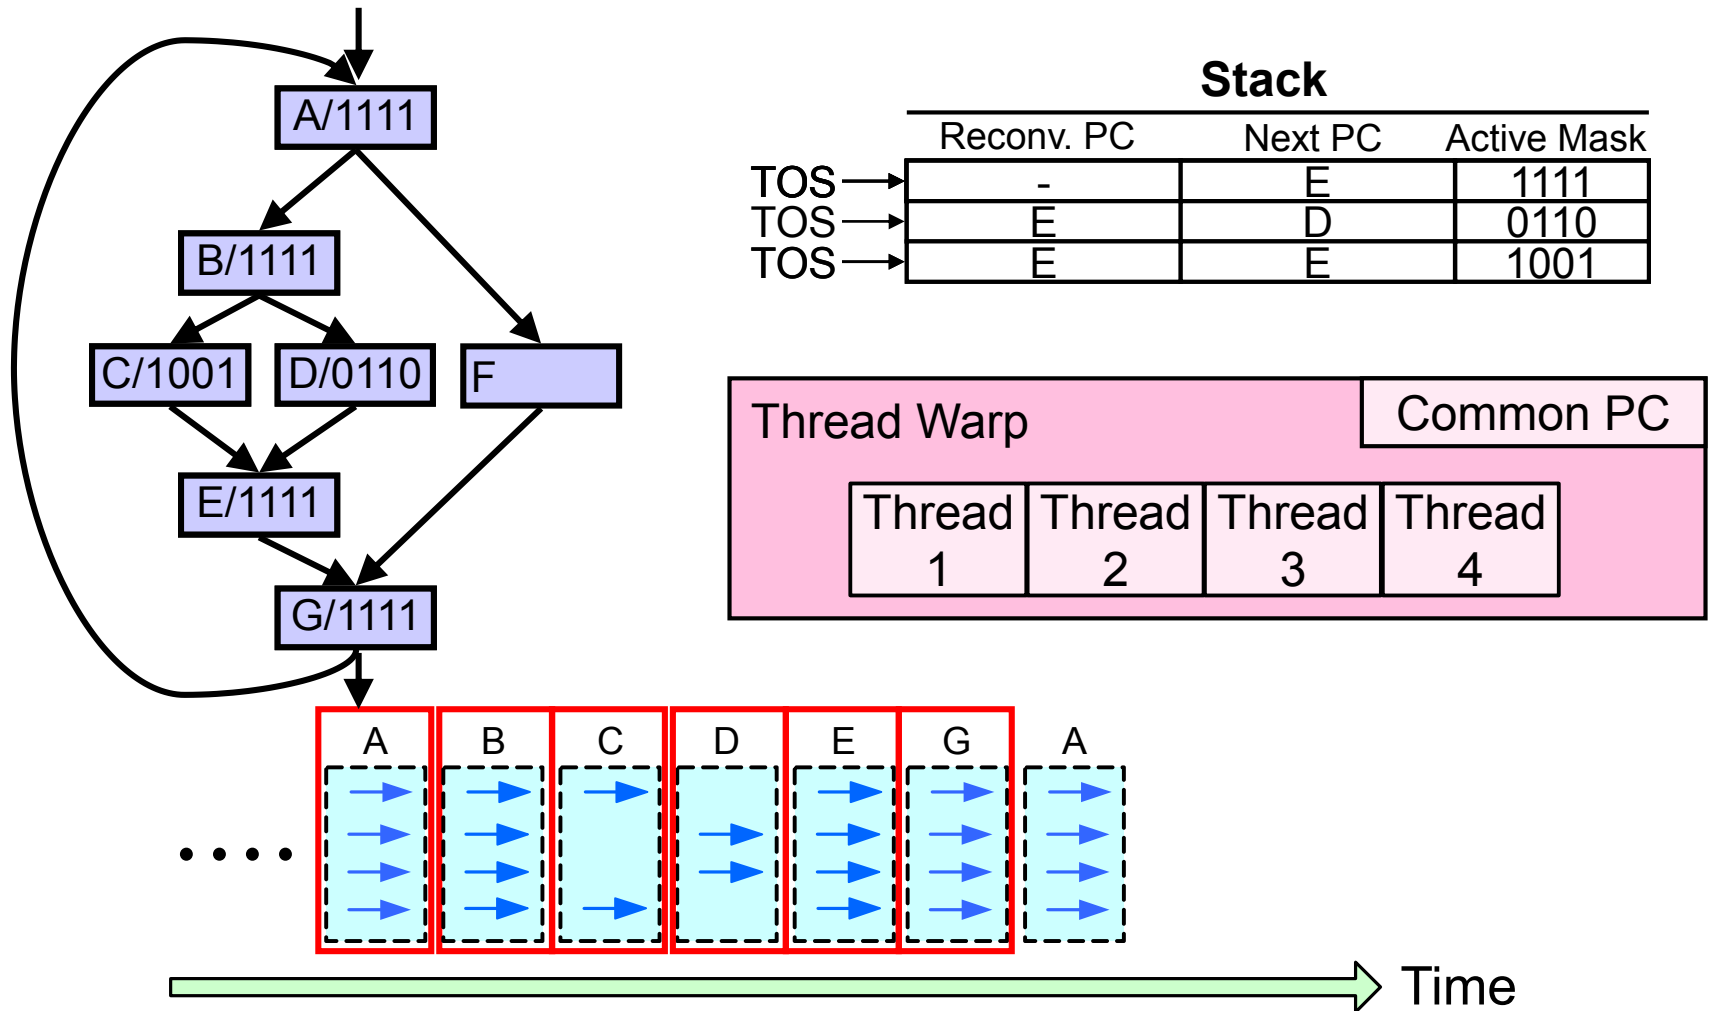 A/1111
B/1111
C/1001 D/0110 F
E/1111
G/1111
Stack
Reconv. PC Next PC Active Mask
TOS - E 1111
TOS E D 0110
TOS E E 1001
Thread Warp Common PC
Thread 1 Thread 2 Thread 3 Thread 4
A B C D E G A
Time